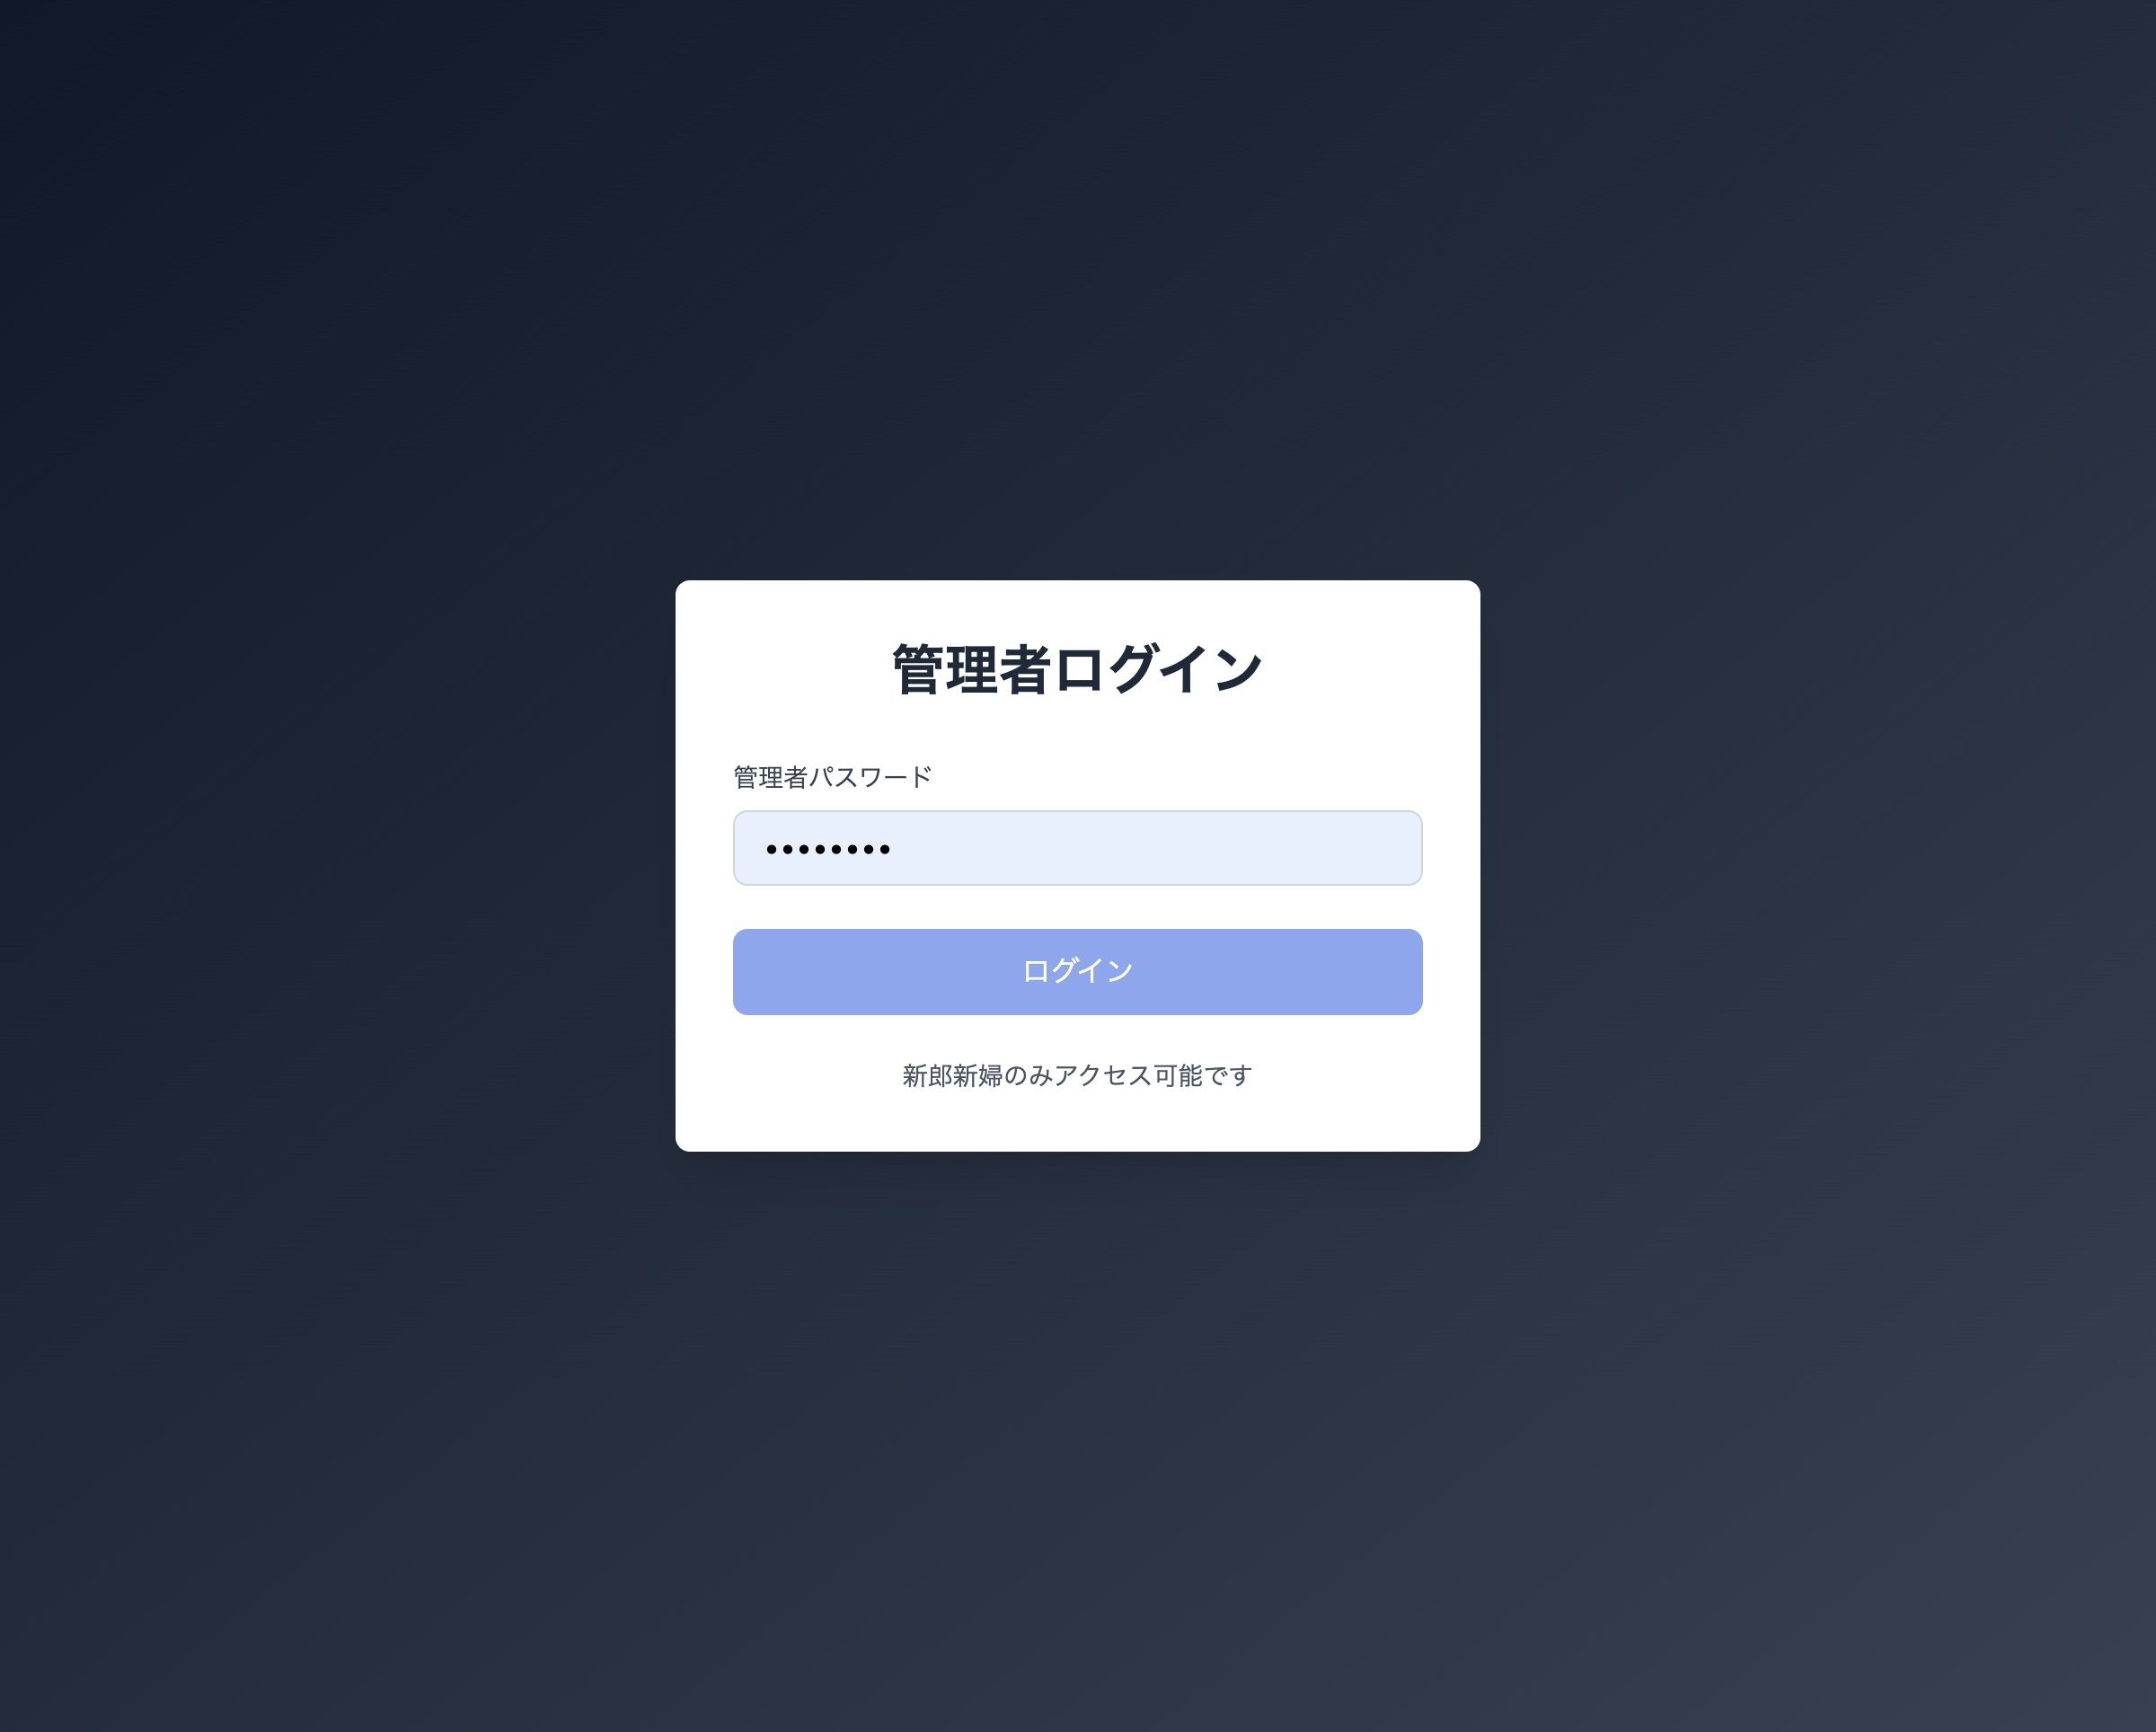 管理者ログイン
管理者パスワード
••••••••
ログイン
新郎新婦のみアクセス可能です